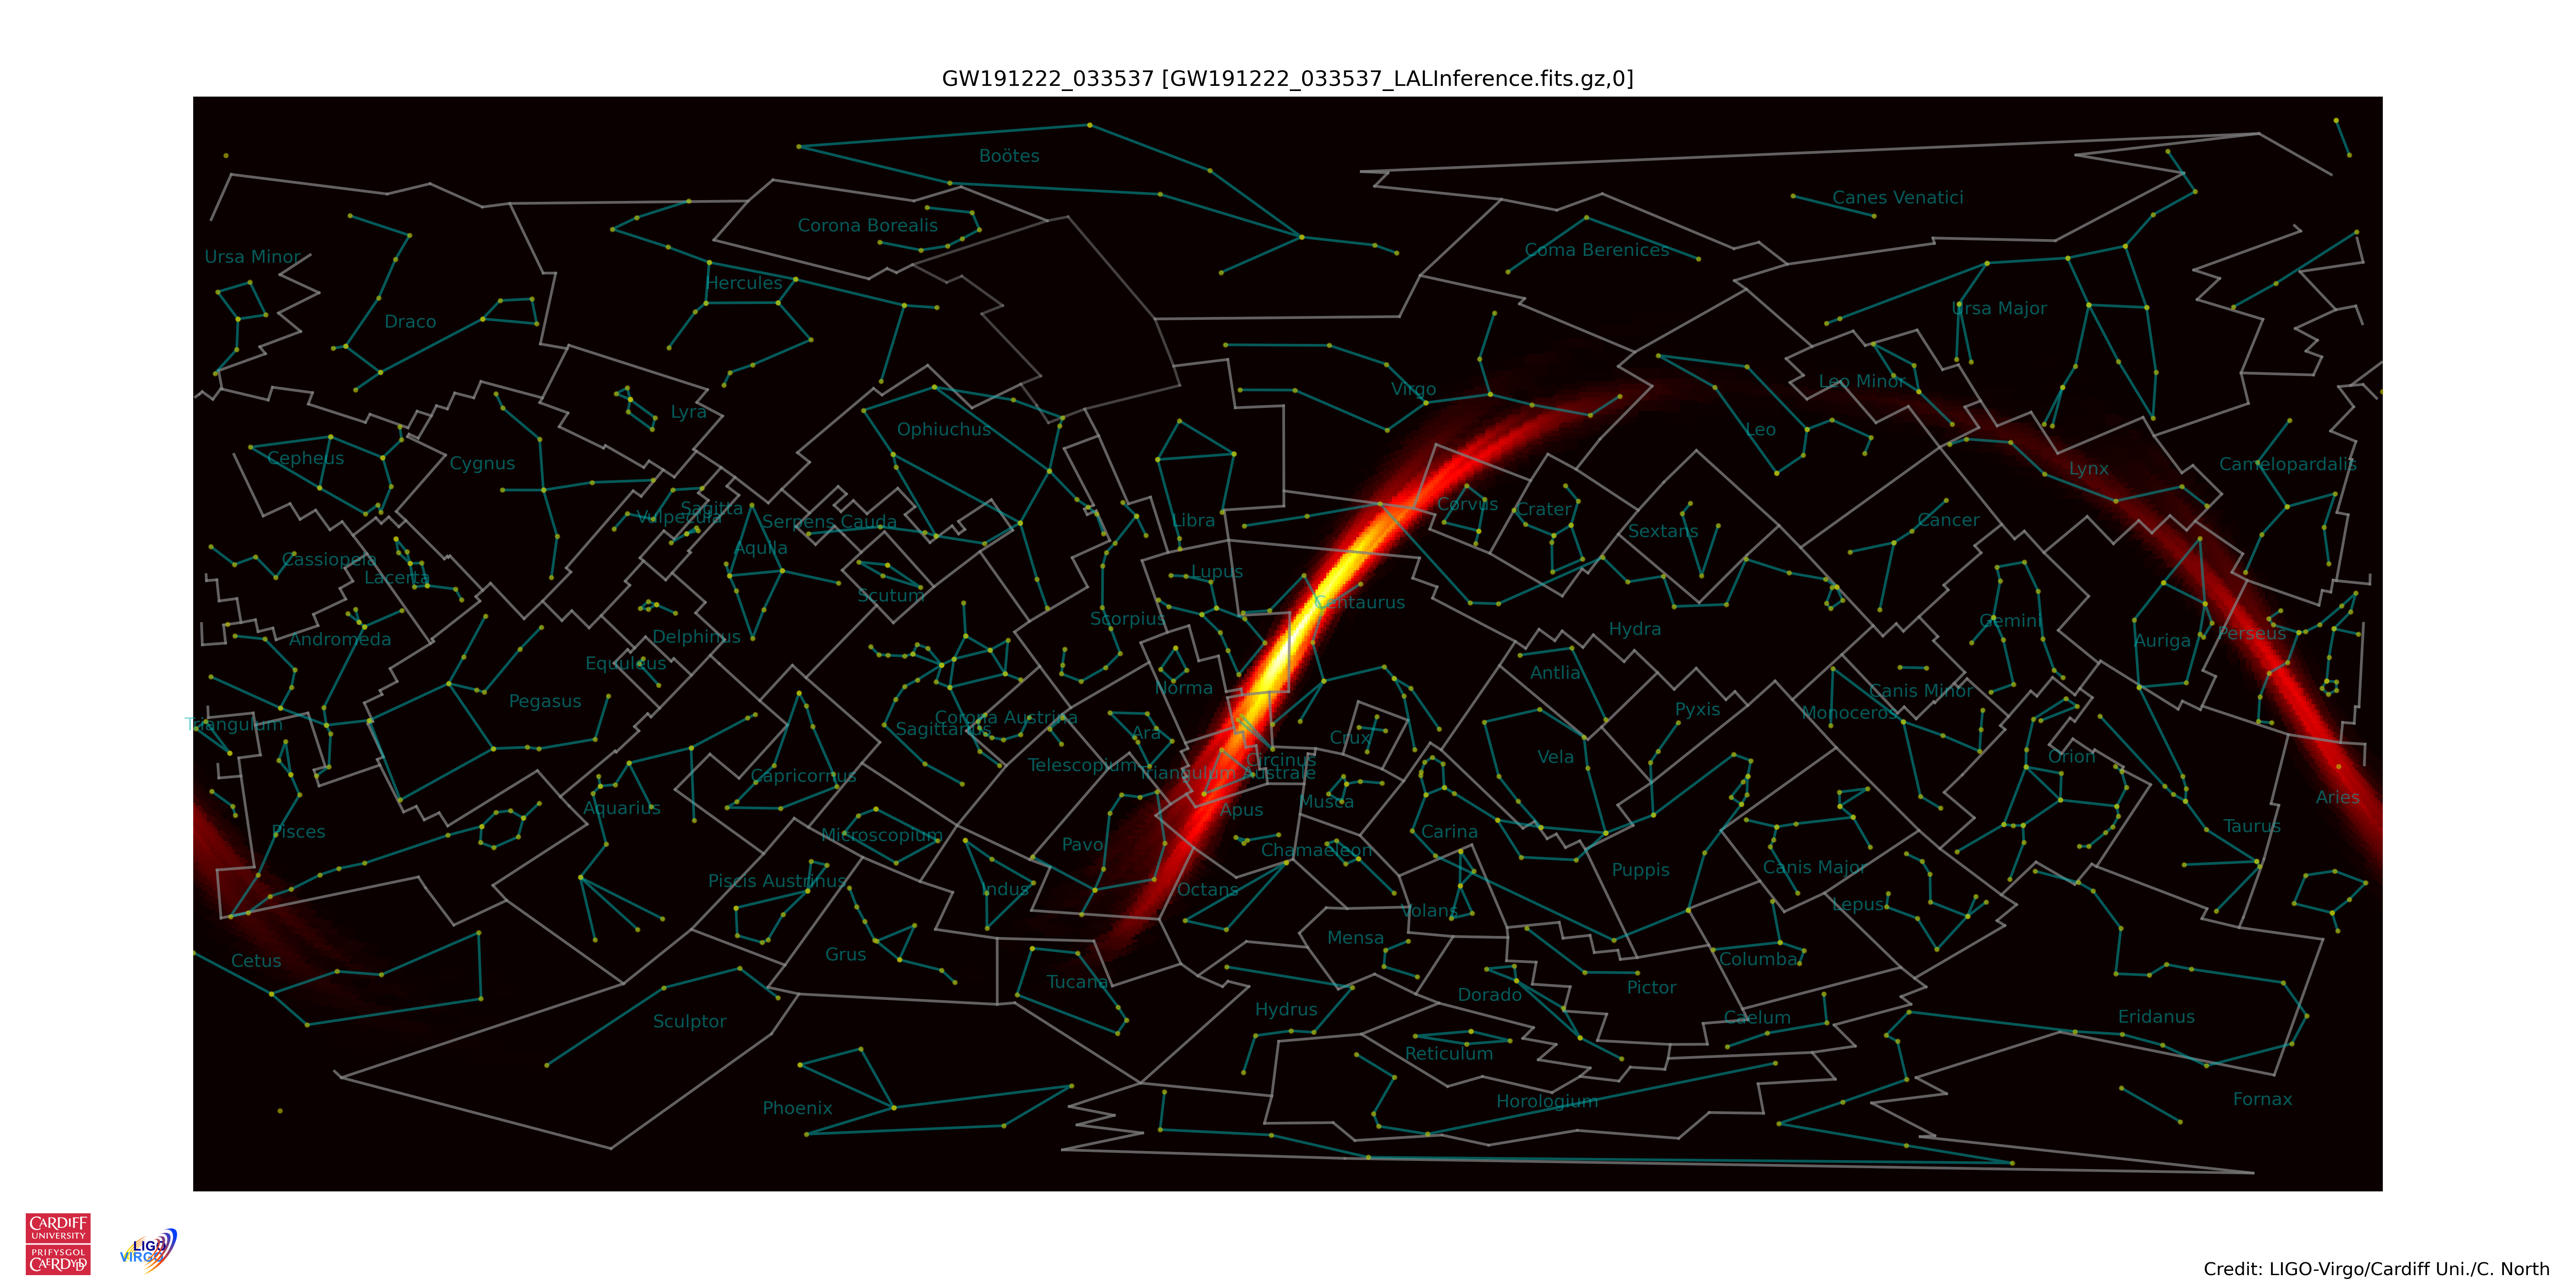 GW191222_033537 [GW191222_033537_LALInference.fits.gz,0]
Boötes
Canes Venatici
Corona Borealis
Coma Berenices
Ursa Minor
Hercules
Ursa Major
Draco
Leo Minor
Virgo
Lyra
Ophiuchus
Leo
Cepheus
Cygnus
Lynx
Camelopardalis
Sagitta
Vulpecula
Serpens Cauda
Libra
Corvus
Crater
Sextans
Cancer
Aquila
Cassiopeia
Lacerta
Lupus
Scutum
Centaurus
Scorpius
Gemini
Hydra
Andromeda
Delphinus
Auriga
Perseus
Equuleus
Antlia
Norma
Canis Minor
Pegasus
Pyxis
Monoceros
Triangulum
Corona Austrina
Sagittarius
Ara
Crux
Vela
Orion
Circinus
Telescopium
Triangulum Australe
Capricornus
Aries
Aquarius
Apus
Musca
Pisces
Microscopium
Carina
Taurus
Pavo
Chamaeleon
Canis Major
Puppis
Piscis Austrinus
Indus
Octans
Volans
Lepus
Mensa
Grus
Cetus
Columba
Tucana
Pictor
Dorado
Hydrus
Sculptor
Caelum
Eridanus
Reticulum
Phoenix
Horologium
Fornax
CARDIFF
UNIVERSITY
PRIFYSGOL
CAERDYDD
LIGO
VIRGO
Credit: LIGO-Virgo/Cardiff Uni./C. North